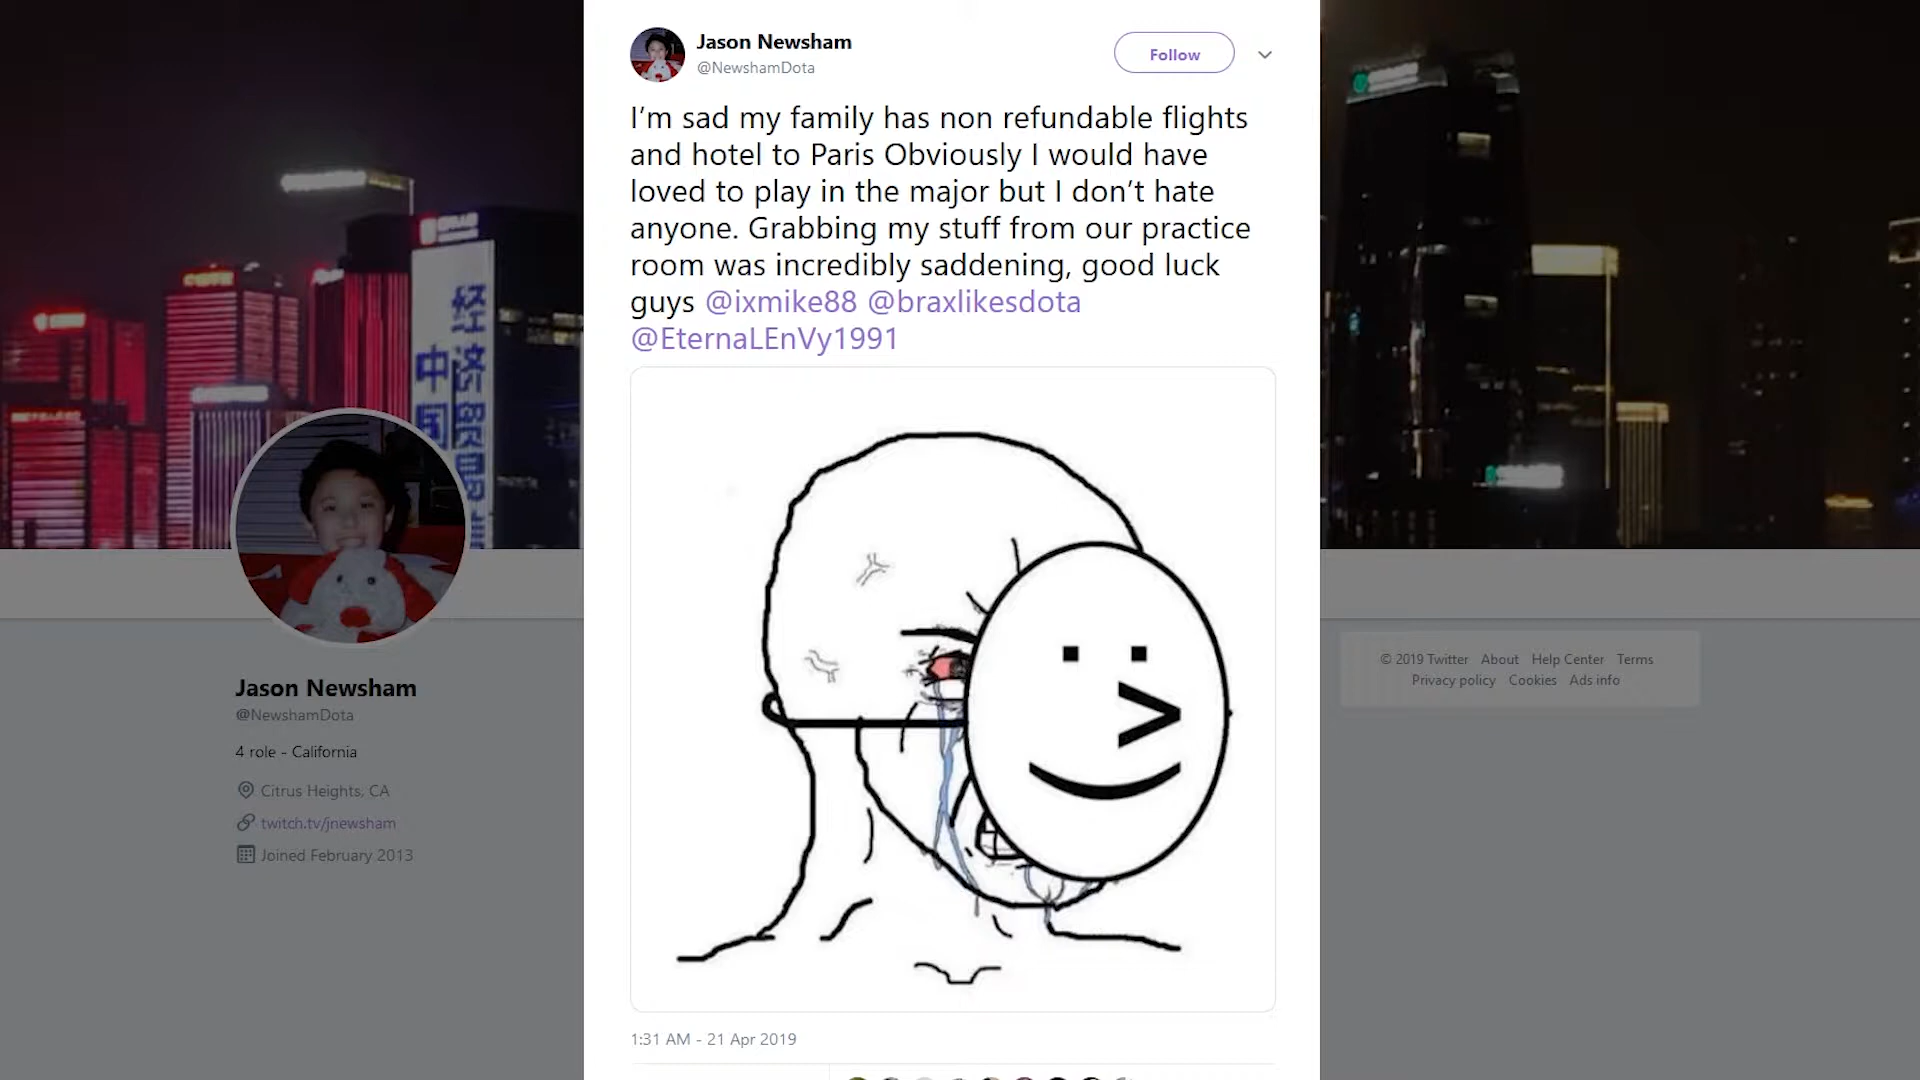 Jason Newsham
@NewshamDota
Follow
I’m sad my family has non refundable flights
and hotel to Paris Obviously I would have
loved to play in the major but I don’t hate
anyone. Grabbing my stuff from our practice
room was incredibly saddening, good luck
guys @ixmike88 @braxlikesdota
@EternaLEnVy1991
1:31 AM - 21 Apr 2019
中国
经济贸易
Jason Newsham
@NewshamDota
4 role - California
Citrus Heights, CA
twitch.tv/jnewsham
Joined February 2013
© 2019 Twitter About Help Center Terms
Privacy policy Cookies Ads info